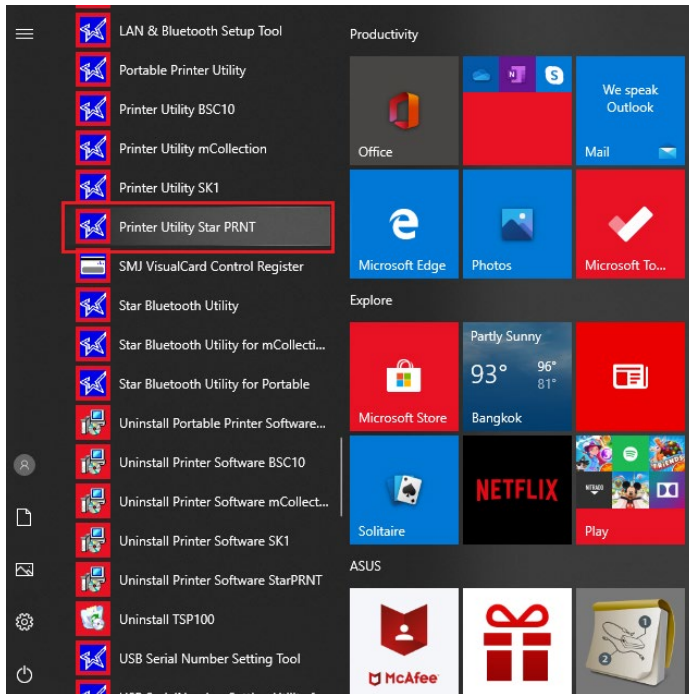 LAN & Bluetooth Setup Tool
Portable Printer Utility
Printer Utility BSC10
Printer Utility mCollection
Printer Utility SK1
Printer Utility Star PRNT
SMJ VisualCard Control Register
Star Bluetooth Utility
Star Bluetooth Utility for mCollecti...
Star Bluetooth Utility for Portable
Uninstall Portable Printer Software...
Uninstall Printer Software BSC10
Uninstall Printer Software mCollect...
Uninstall Printer Software SK1
Uninstall Printer Software StarPRNT
Uninstall TSP100
USB Serial Number Setting Tool
Productivity
Office
N
S
We speak
Outlook
Mail
Microsoft Edge
Photos
Microsoft To...
Explore
Microsoft Store
Partly Sunny
93° 96°
81°
Bangkok
Solitaire
NETFLIX
NITRADO
FRIENDS
Play
ASUS
McAfee
1
2